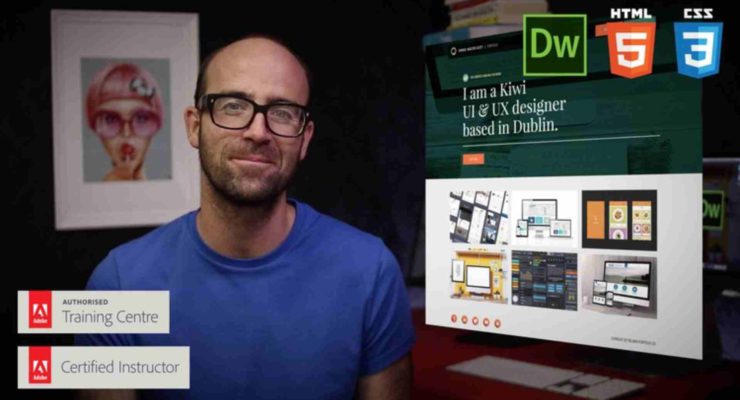 HTML
CSS
Dw
5
3
I am a Kiwi
UI & UX designer
based in Dublin.
Dw
Adobe
AUTHORISED
Training Centre
Adobe
Certified Instructor